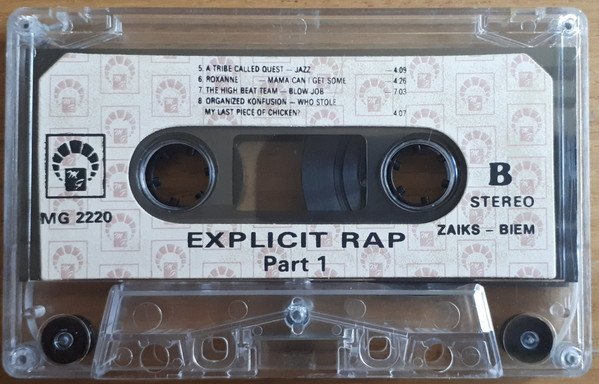 5. A TRIBE CALLED QUEST — JAZZ — 4.09
6. ROXANNE — MAMA CAN I GET SOME 4.26
7. THE HIGH BEAT TEAM — BLOW JOB — 7.03
8 ORGANIZED KONFUSION — WHO STOLE
MY LAST PIECE OF CHICKEN? 4.07
MG
B
STEREO
MG 2220
ZAIKS – BIEM
EXPLICIT RAP
Part 1